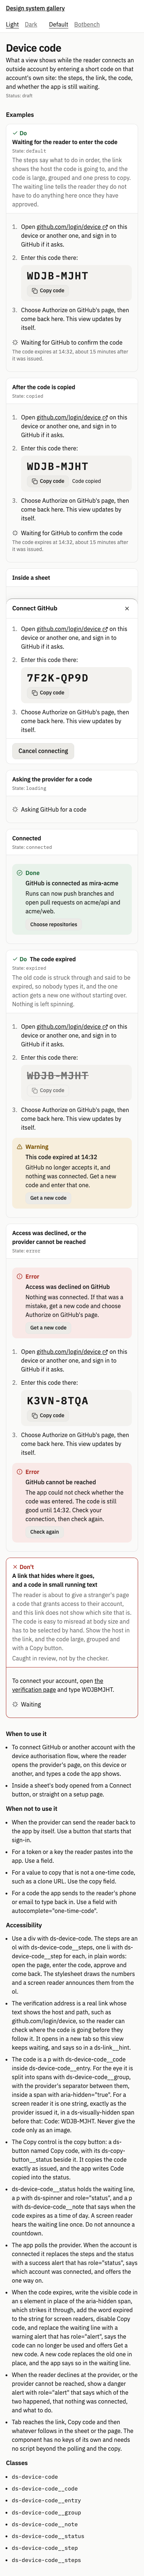 Design system gallery
Light Dark Default Botbench
Device code
What a view shows while the reader connects an
outside account by entering a short code on that
account's own site: the steps, the link, the code,
and whether the app is still waiting.
Status: draft
Examples
Do
Waiting for the reader to enter the code
State: default
The steps say what to do in order, the link
shows the host the code is going to, and the
code is large, grouped and has its own copy.
The waiting line tells the reader they do not
have to do anything here once they have
approved.
1. Open github.com/login/device on this
device or another one, and sign in to
GitHub if it asks.
2. Enter this code there:
WDJB-MJHT
Copy code
3. Choose Authorize on GitHub's page, then
come back here. This view updates by
itself.
Waiting for GitHub to confirm the code
The code expires at 14:32, about 15 minutes after
it was issued.
After the code is copied
State: copied
1. Open github.com/login/device on this
device or another one, and sign in to
GitHub if it asks.
2. Enter this code there:
WDJB-MJHT
Copy code Code copied
3. Choose Authorize on GitHub's page, then
come back here. This view updates by
itself.
Waiting for GitHub to confirm the code
The code expires at 14:32, about 15 minutes after
it was issued.
Inside a sheet
Connect GitHub
1. Open github.com/login/device on this
device or another one, and sign in to
GitHub if it asks.
2. Enter this code there:
7F2K-QP9D
Copy code
3. Choose Authorize on GitHub's page, then
come back here. This view updates by
itself.
Cancel connecting
Asking the provider for a code
State: loading
Asking GitHub for a code
Connected
State: connected
Done
GitHub is connected as mira-acme
Runs can now push branches and
open pull requests on acme/api and
acme/web.
Choose repositories
Do The code expired
State: expired
The old code is struck through and said to be
expired, so nobody types it, and the one
action gets a new one without starting over.
Nothing is left spinning.
1. Open github.com/login/device on this
device or another one, and sign in to
GitHub if it asks.
2. Enter this code there:
WDJB-MJHT
Copy code
3. Choose Authorize on GitHub's page, then
come back here. This view updates by
itself.
Warning
This code expired at 14:32
GitHub no longer accepts it, and
nothing was connected. Get a new
code and enter that one.
Get a new code
Access was declined, or the
provider cannot be reached
State: error
Error
Access was declined on GitHub
Nothing was connected. If that was a
mistake, get a new code and choose
Authorize on GitHub's page.
Get a new code
1. Open github.com/login/device on this
device or another one, and sign in to
GitHub if it asks.
2. Enter this code there:
K3VN-8TQA
Copy code
3. Choose Authorize on GitHub's page, then
come back here. This view updates by
itself.
Error
GitHub cannot be reached
The app could not check whether the
code was entered. The code is still
good until 14:32. Check your
connection, then check again.
Check again
Don't
A link that hides where it goes,
and a code in small running text
The reader is about to give a stranger's page
a code that grants access to their account,
and this link does not show which site that is.
The code is easy to misread at body size and
has to be selected by hand. Show the host in
the link, and the code large, grouped and
with a Copy button.
Caught in review, not by the checker.
To connect your account, open the
verification page and type WDJBMJHT.
Waiting
When to use it
To connect GitHub or another account with the
device authorisation flow, where the reader
opens the provider's page, on this device or
another, and types a code the app shows.
Inside a sheet's body opened from a Connect
button, or straight on a setup page.
When not to use it
When the provider can send the reader back to
the app by itself. Use a button that starts that
sign-in.
For a token or a key the reader pastes into the
app. Use a field.
For a value to copy that is not a one-time code,
such as a clone URL. Use the copy field.
For a code the app sends to the reader's phone
or email to type back in. Use a field with
autocomplete="one-time-code".
Accessibility
Use a div with ds-device-code. The steps are an
ol with ds-device-code__steps, one li with ds-
device-code__step for each, in plain words:
open the page, enter the code, approve and
come back. The stylesheet draws the numbers
and a screen reader announces them from the
ol.
The verification address is a real link whose
text shows the host and path, such as
github.com/login/device, so the reader can
check where the code is going before they
follow it. It opens in a new tab so this view
keeps waiting, and says so in a ds-link__hint.
The code is a p with ds-device-code__code
inside ds-device-code__entry. For the eye it is
split into spans with ds-device-code__group,
with the provider's separator between them,
inside a span with aria-hidden="true". For a
screen reader it is one string, exactly as the
provider issued it, in a ds-visually-hidden span
before that: Code: WDJB-MJHT. Never give the
code only as an image.
The Copy control is the copy button: a ds-
button named Copy code, with its ds-copy-
button__status beside it. It copies the code
exactly as issued, and the app writes Code
copied into the status.
ds-device-code__status holds the waiting line,
a p with ds-spinner and role="status", and a p
with ds-device-code__note that says when the
code expires as a time of day. A screen reader
hears the waiting line once. Do not announce a
countdown.
The app polls the provider. When the account is
connected it replaces the steps and the status
with a success alert that has role="status", says
which account was connected, and offers the
one way on.
When the code expires, write the visible code in
an s element in place of the aria-hidden span,
which strikes it through, and add the word expired
to the string for screen readers, disable Copy
code, and replace the waiting line with a
warning alert that has role="alert", says the
code can no longer be used and offers Get a
new code. A new code replaces the old one in
place, and the app says so in the waiting line.
When the reader declines at the provider, or the
provider cannot be reached, show a danger
alert with role="alert" that says which of the
two happened, that nothing was connected,
and what to do.
Tab reaches the link, Copy code and then
whatever follows in the sheet or the page. The
component has no keys of its own and needs
no script beyond the polling and the copy.
Classes
ds-device-code
ds-device-code__code
ds-device-code__entry
ds-device-code__group
ds-device-code__note
ds-device-code__status
ds-device-code__step
ds-device-code__steps